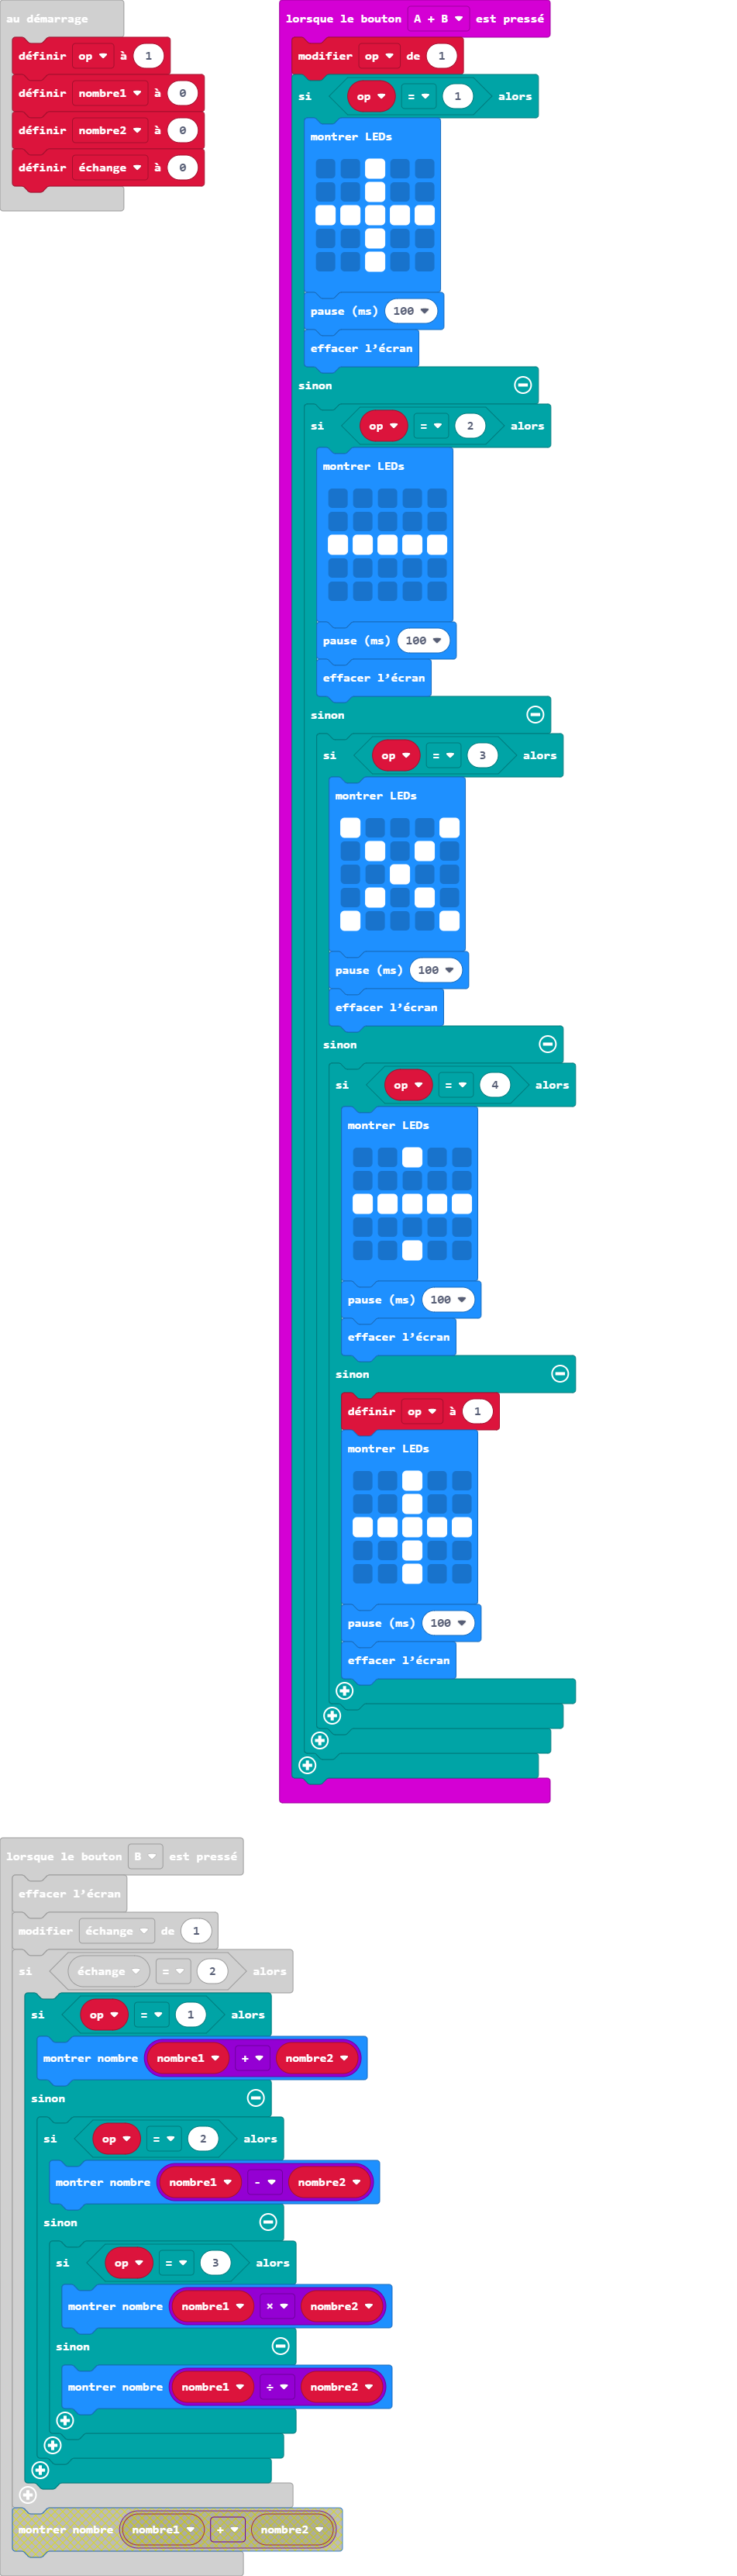 au démarrage
définir op à 1
définir nombre1 à 0
définir nombre2 à 0
définir échange à 0
lorsque le bouton A + B est pressé
modifier op de 1
si op = 1 alors
montrer LEDs
pause (ms) 100
effacer l'écran
sinon
si op = 2 alors
montrer LEDs
pause (ms) 100
effacer l'écran
sinon
si op = 3 alors
montrer LEDs
pause (ms) 100
effacer l'écran
sinon
si op = 4 alors
montrer LEDs
pause (ms) 100
effacer l'écran
sinon
définir op à 1
montrer LEDs
pause (ms) 100
effacer l'écran
lorsque le bouton B est pressé
effacer l'écran
modifier échange de 1
si échange = 2 alors
si op = 1 alors
montrer nombre nombre1 + nombre2
sinon
si op = 2 alors
montrer nombre nombre1 - nombre2
sinon
si op = 3 alors
montrer nombre nombre1 × nombre2
sinon
montrer nombre nombre1 ÷ nombre2
montrer nombre nombre1 + nombre2